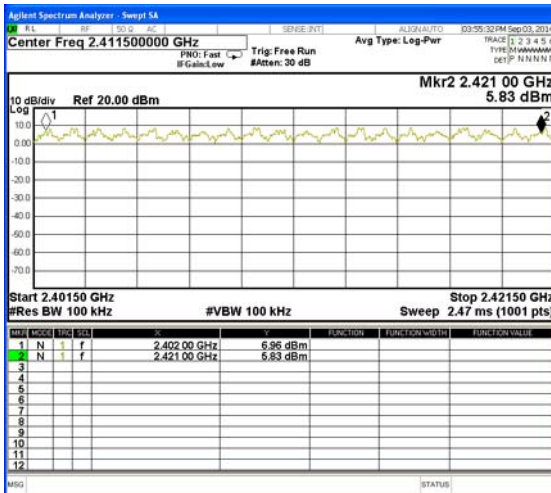 Agilent Spectrum Analyzer - Swept SA
RL RF 50 Ω AC SENSE:INT ALIGN AUTO 03:55:32 PM Sep 03, 2014
Center Freq 2.411500000 GHz
PNO: Fast
IFGain:Low
Trig: Free Run
#Atten: 30 dB
Avg Type: Log-Pwr
TRACE 1 2 3 4 5
TYPE M
DET P N N N N
Mkr2 2.421 00 GHz
5.83 dBm
10 dB/div Ref 20.00 dBm
Log
1
2
10.0
0.00
-10.0
-20.0
-30.0
-40.0
-50.0
-60.0
-70.0
Start 2.40150 GHz Stop 2.42150 GHz
#Res BW 100 kHz #VBW 100 kHz Sweep 2.47 ms (1001 pts)
MKR MODE TRC SCL X Y FUNCTION FUNCTION WIDTH FUNCTION VALUE
1 N 1 f 2.402 00 GHz 6.96 dBm
2 N 1 f 2.421 00 GHz 5.83 dBm
3
4
5
6
7
8
9
10
11
12
MSG STATUS